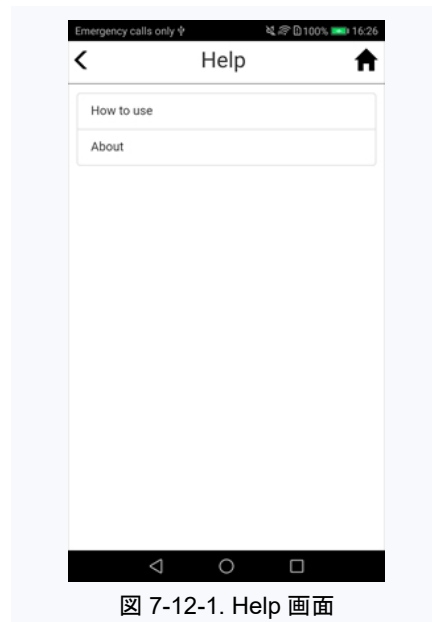 Emergency calls only 100% 16:26
Help
How to use
About
図 7-12-1. Help 画面